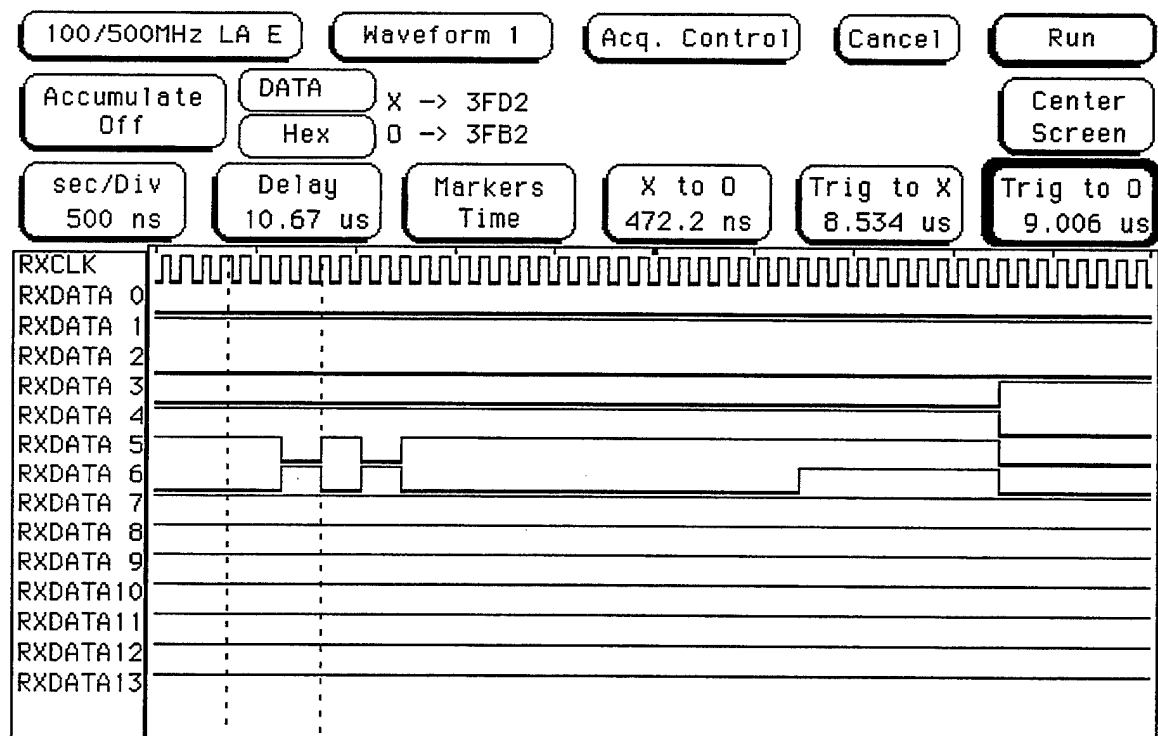 100/500MHz LA E Waveform 1 Acq. Control Cancel Run
Accumulate Off DATA X -> 3FD2 Center Screen
Hex O -> 3FB2
sec/Div Delay Markers X to O Trig to X Trig to O
500 ns 10.67 us Time 472.2 ns 8.534 us 9.006 us
RXCLK
RXDATA 0
RXDATA 1
RXDATA 2
RXDATA 3
RXDATA 4
RXDATA 5
RXDATA 6
RXDATA 7
RXDATA 8
RXDATA 9
RXDATA10
RXDATA11
RXDATA12
RXDATA13